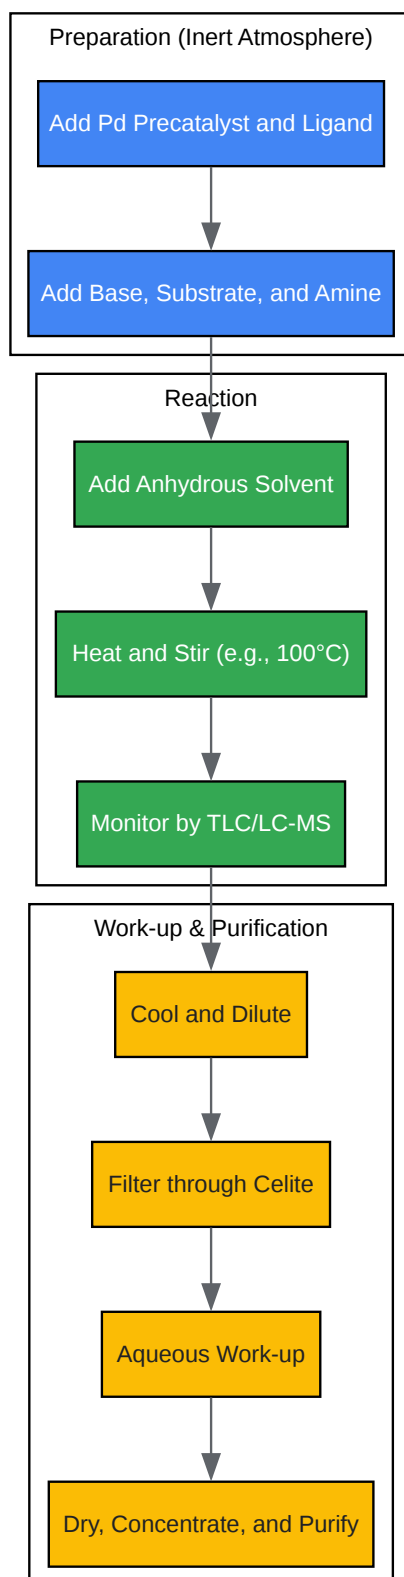 Preparation (Inert Atmosphere)
Add Pd Precatalyst and Ligand
Add Base, Substrate, and Amine
Reaction
Add Anhydrous Solvent
Heat and Stir (e.g., 100°C)
Monitor by TLC/LC-MS
Work-up & Purification
Cool and Dilute
Filter through Celite
Aqueous Work-up
Dry, Concentrate, and Purify